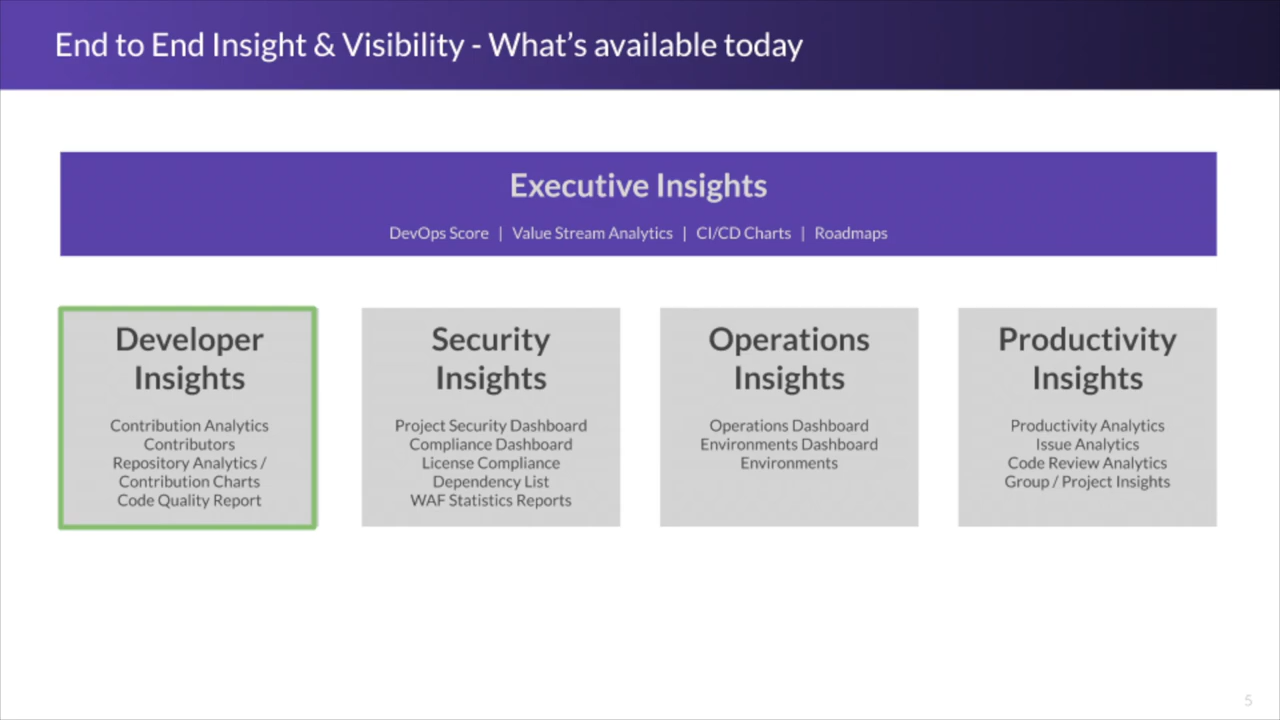 End to End Insight & Visibility - What's available today
Executive Insights
DevOps Score | Value Stream Analytics | CI/CD Charts | Roadmaps
Developer
Insights
Contribution Analytics
Contributors
Repository Analytics /
Contribution Charts
Code Quality Report
Security
Insights
Project Security Dashboard
Compliance Dashboard
License Compliance
Dependency List
WAF Statistics Reports
Operations
Insights
Operations Dashboard
Environments Dashboard
Environments
Productivity
Insights
Productivity Analytics
Issue Analytics
Code Review Analytics
Group / Project Insights
5